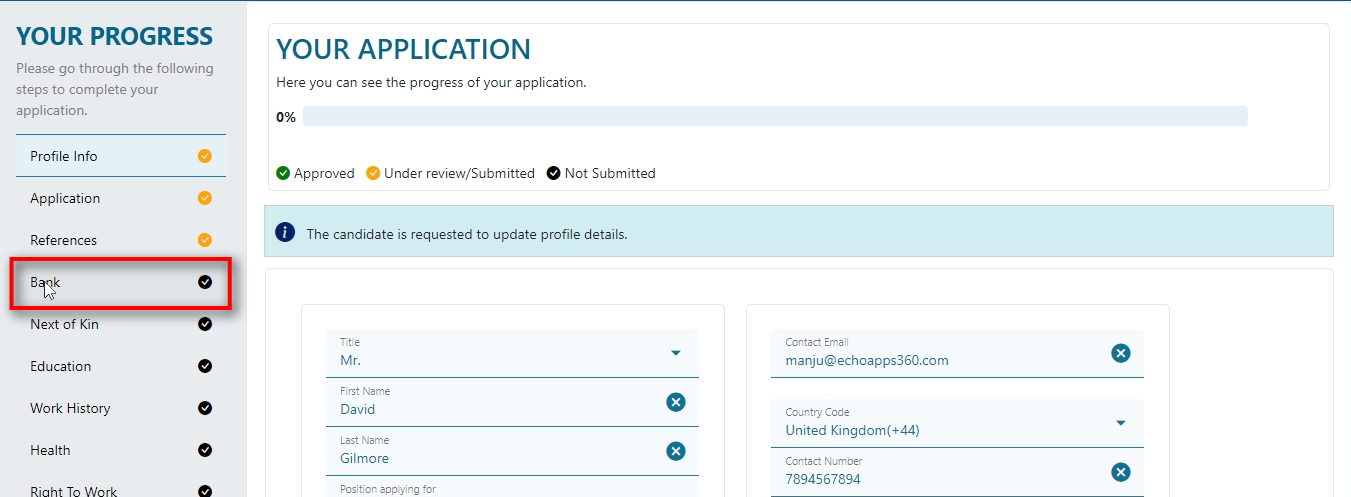 YOUR PROGRESS
Please go through the following
steps to complete your
application.
Profile Info
Application
References
Bank
Next of Kin
Education
Work History
Health
Right To Work
YOUR APPLICATION
Here you can see the progress of your application.
0%
Approved Under review/Submitted Not Submitted
i The candidate is requested to update profile details.
Title
Mr.
First Name
David
Last Name
Gilmore
Position applying for
Contact Email
manju@echoapps360.com
Country Code
United Kingdom(+44)
Contact Number
7894567894